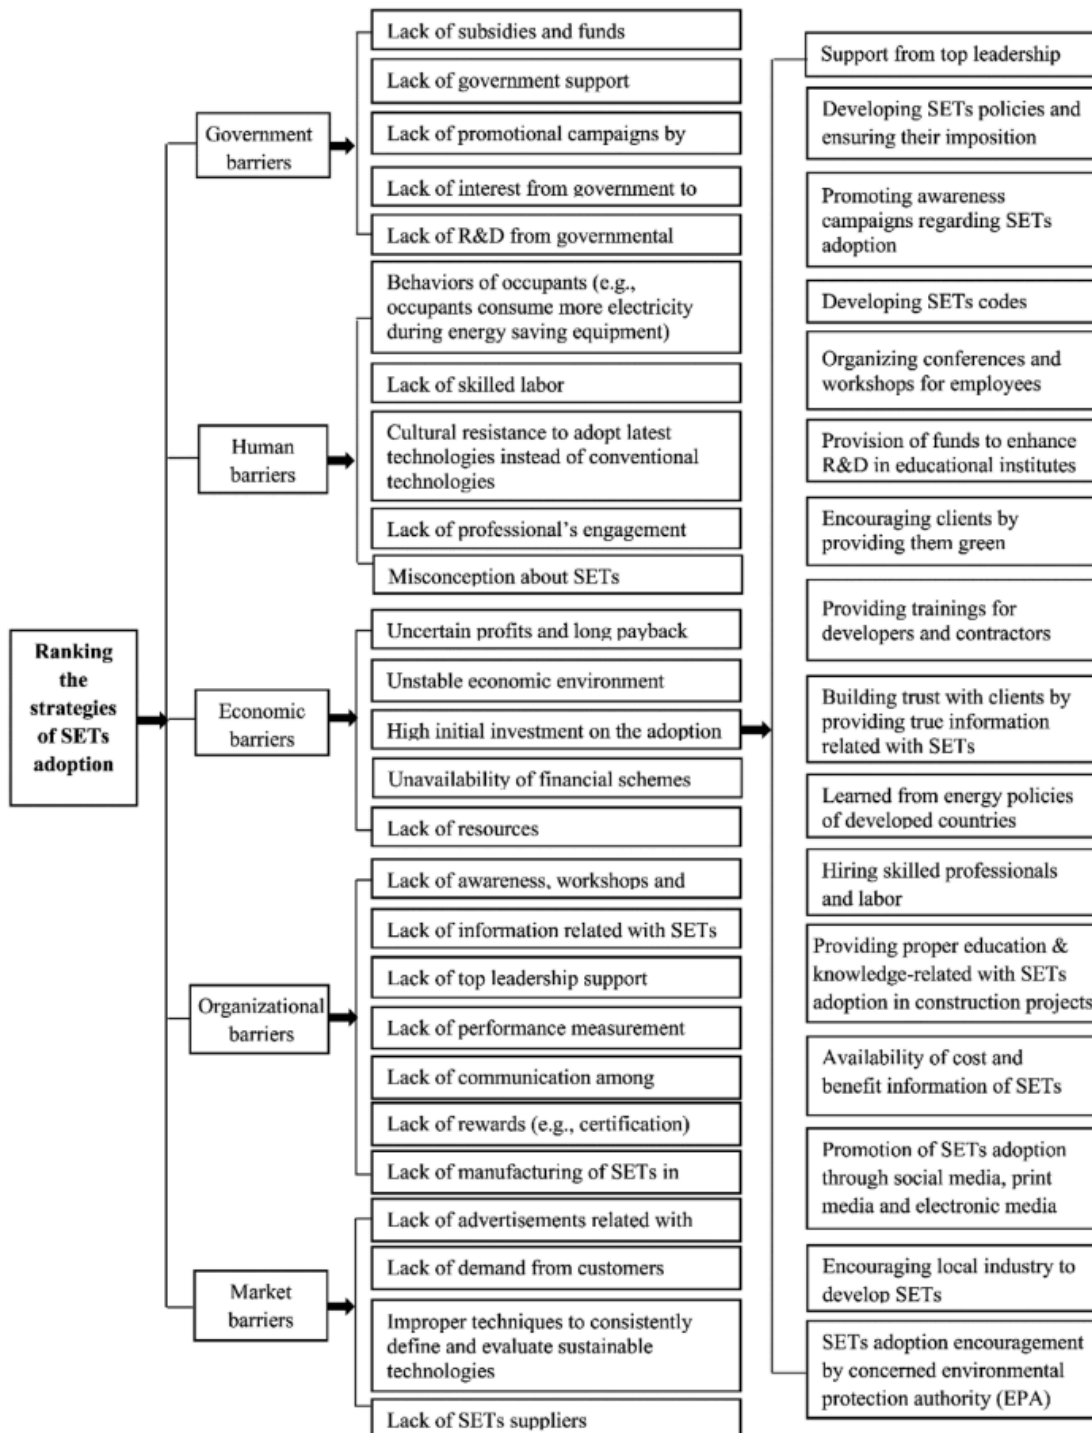 Ranking
the
strategies
of SETs
adoption
Government
barriers
Lack of subsidies and funds
Lack of government support
Lack of promotional campaigns by
Lack of interest from government to
Lack of R&D from governmental
Human
barriers
Behaviors of occupants (e.g.,
occupants consume more electricity
during energy saving equipment)
Lack of skilled labor
Cultural resistance to adopt latest
technologies instead of conventional
technologies
Lack of professional's engagement
Misconception about SETs
Economic
barriers
Uncertain profits and long payback
Unstable economic environment
High initial investment on the adoption
Unavailability of financial schemes
Lack of resources
Organizational
barriers
Lack of awareness, workshops and
Lack of information related with SETs
Lack of top leadership support
Lack of performance measurement
Lack of communication among
Lack of rewards (e.g., certification)
Lack of manufacturing of SETs in
Market
barriers
Lack of advertisements related with
Lack of demand from customers
Improper techniques to consistently
define and evaluate sustainable
technologies
Lack of SETs suppliers
Support from top leadership
Developing SETs policies and
ensuring their imposition
Promoting awareness
campaigns regarding SETs
adoption
Developing SETs codes
Organizing conferences and
workshops for employees
Provision of funds to enhance
R&D in educational institutes
Encouraging clients by
providing them green
Providing trainings for
developers and contractors
Building trust with clients by
providing true information
related with SETs
Learned from energy policies
of developed countries
Hiring skilled professionals
and labor
Providing proper education &
knowledge-related with SETs
adoption in construction projects
Availability of cost and
benefit information of SETs
Promotion of SETs adoption
through social media, print
media and electronic media
Encouraging local industry to
develop SETs
SETs adoption encouragement
by concerned environmental
protection authority (EPA)